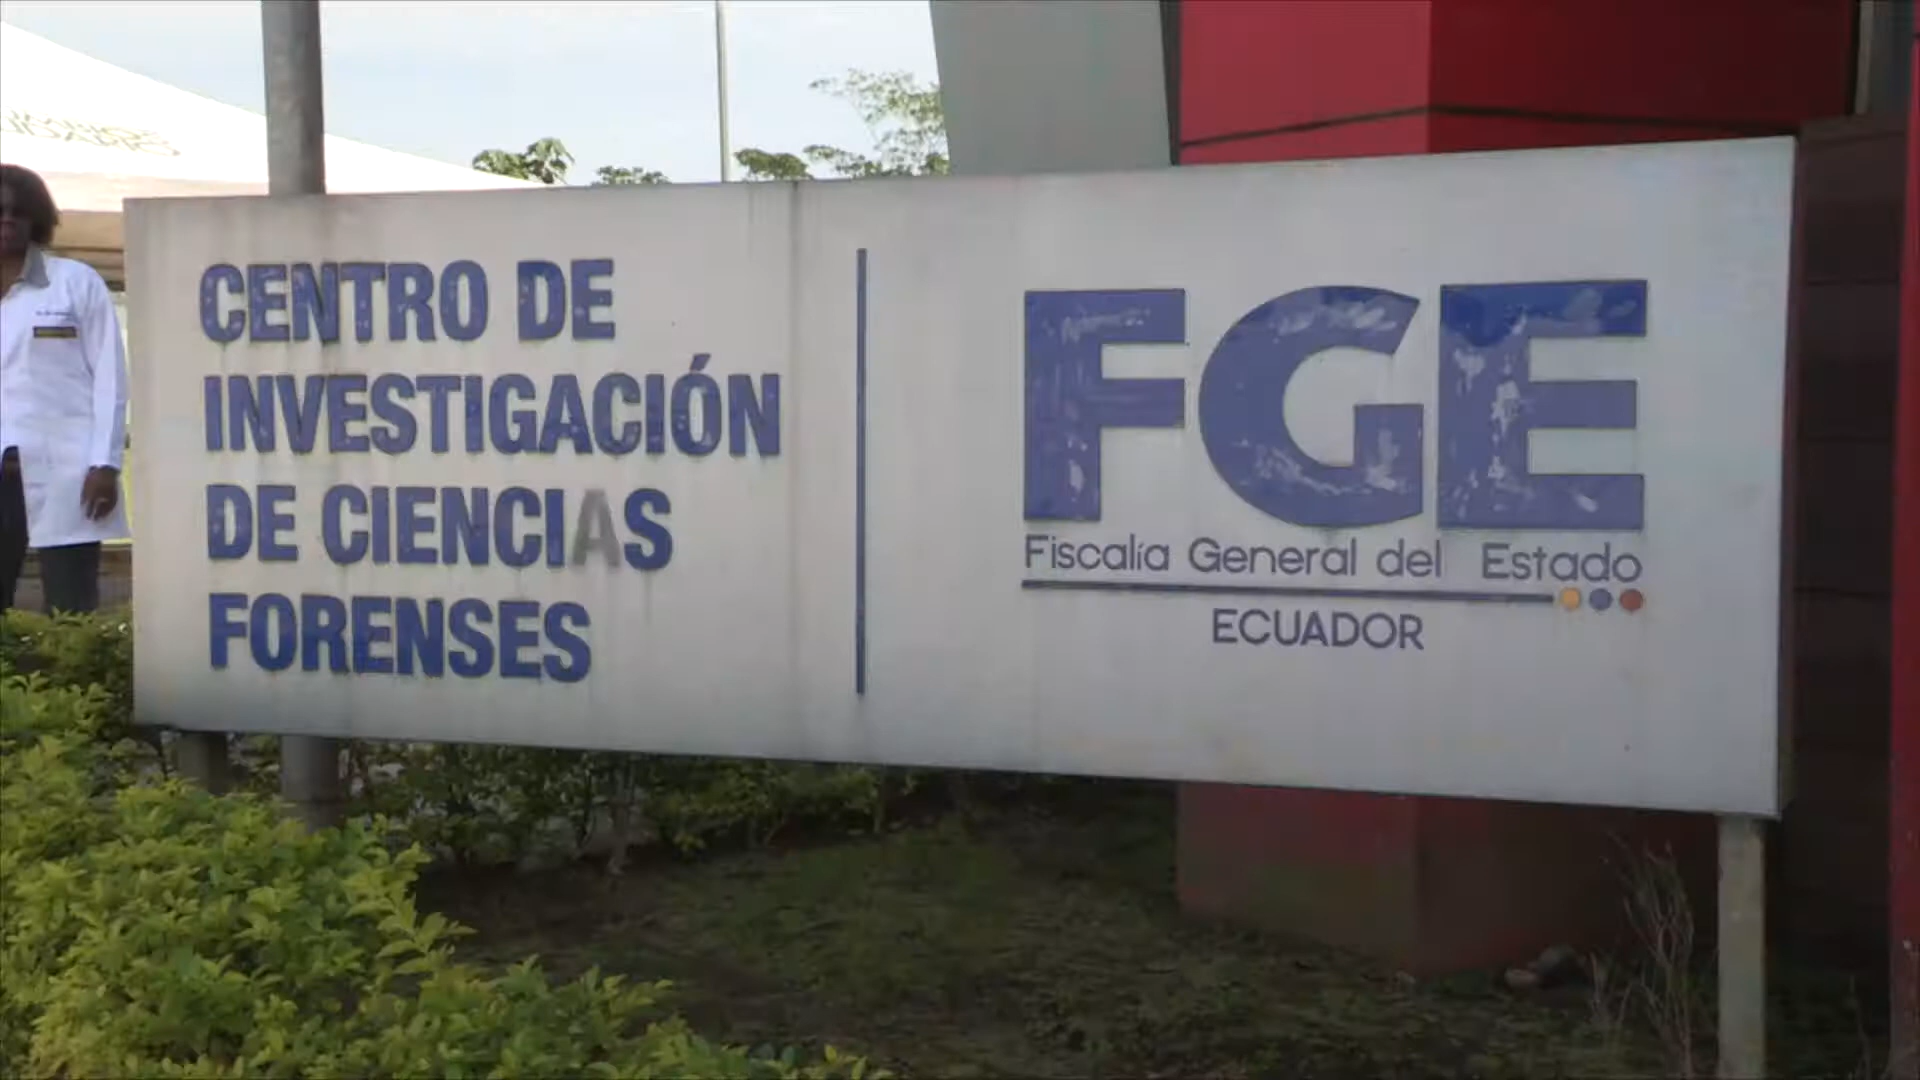 CENTRO DE
INVESTIGACIÓN
DE CIENCIAS
FORENSES
FGE
Fiscalía General del Estado
ECUADOR